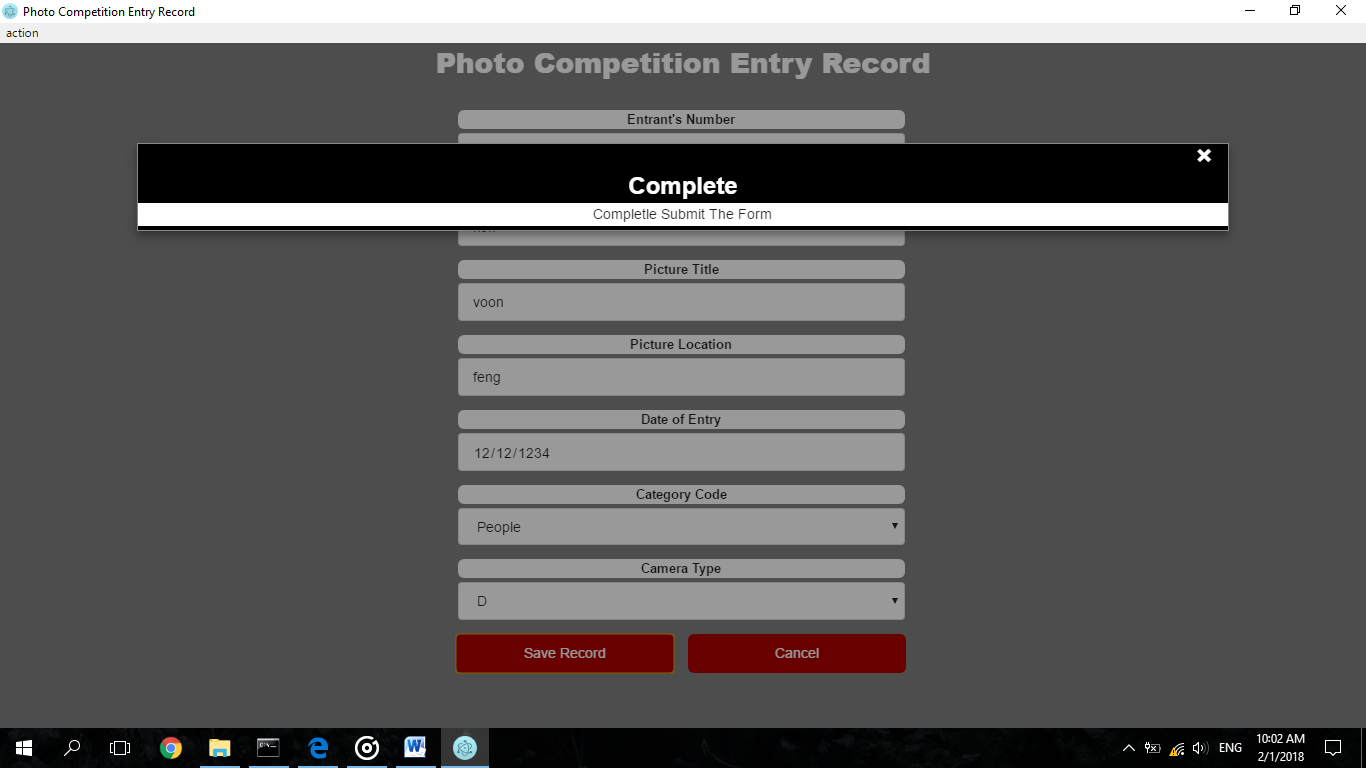 Photo Competition Entry Record
action
Photo Competition Entry Record
Entrant's Number
Complete
Completle Submit The Form
Picture Title
voon
Picture Location
feng
Date of Entry
12/12/1234
Category Code
People
Camera Type
D
Save Record
Cancel
ENG
10:02 AM
2/1/2018